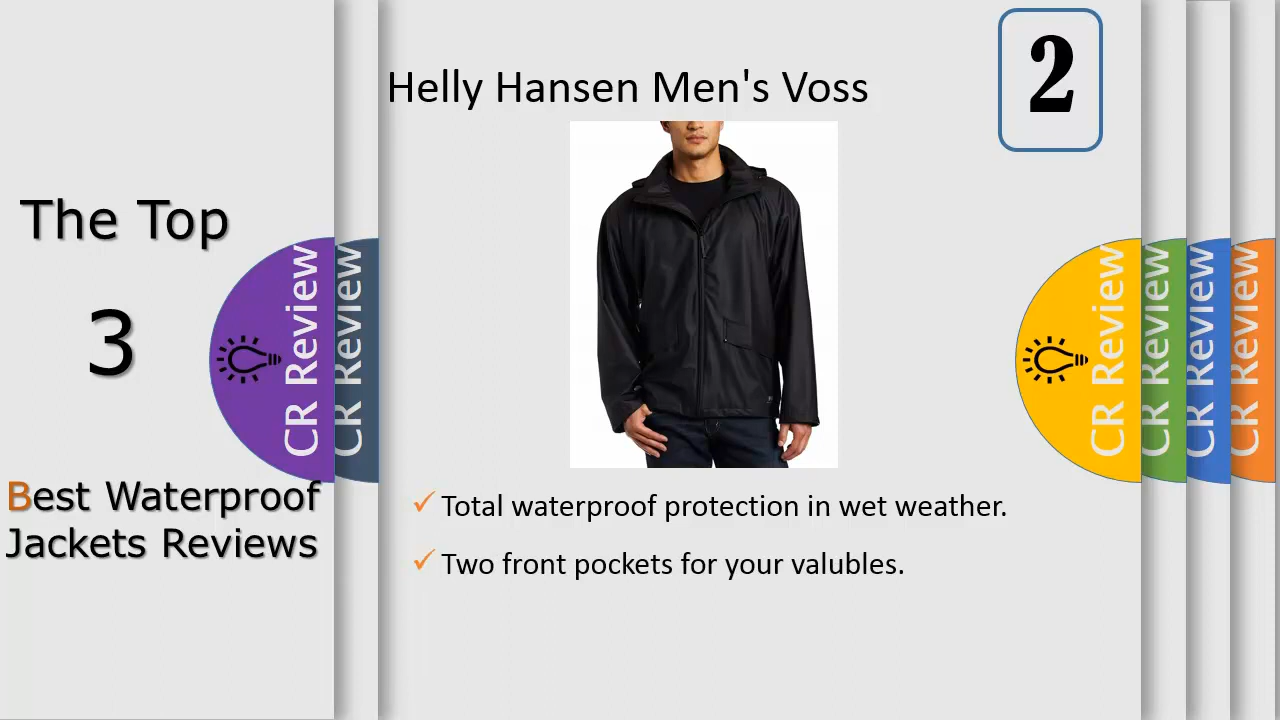 The Top
3
Best Waterproof
Jackets Reviews
CR Review
CR Review
Helly Hansen Men's Voss
2
Total waterproof protection in wet weather.
Two front pockets for your valubles.
CR Review
CR Review
CR Review
CR Review